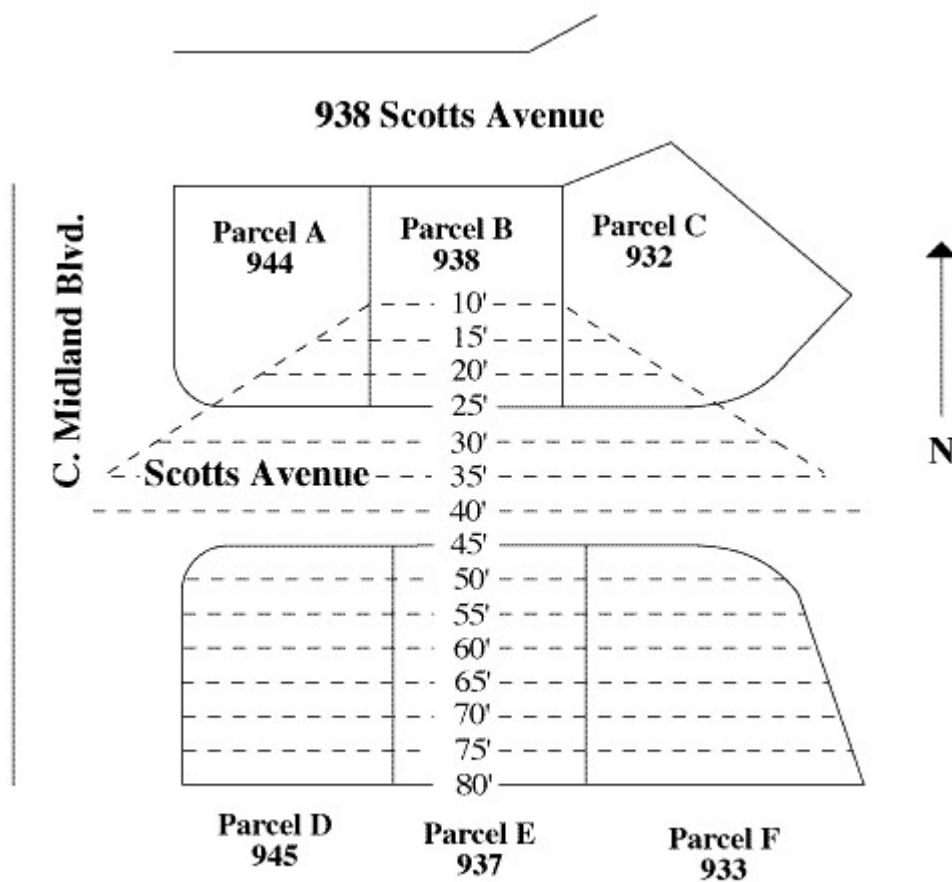 938 Scotts Avenue
Parcel A
944
Parcel B
938
Parcel C
932
C. Midland Blvd.
10'
15'
20'
25'
30'
Scotts Avenue
35'
40'
45'
50'
55'
60'
65'
70'
75'
80'
N
Parcel D
945
Parcel E
937
Parcel F
933